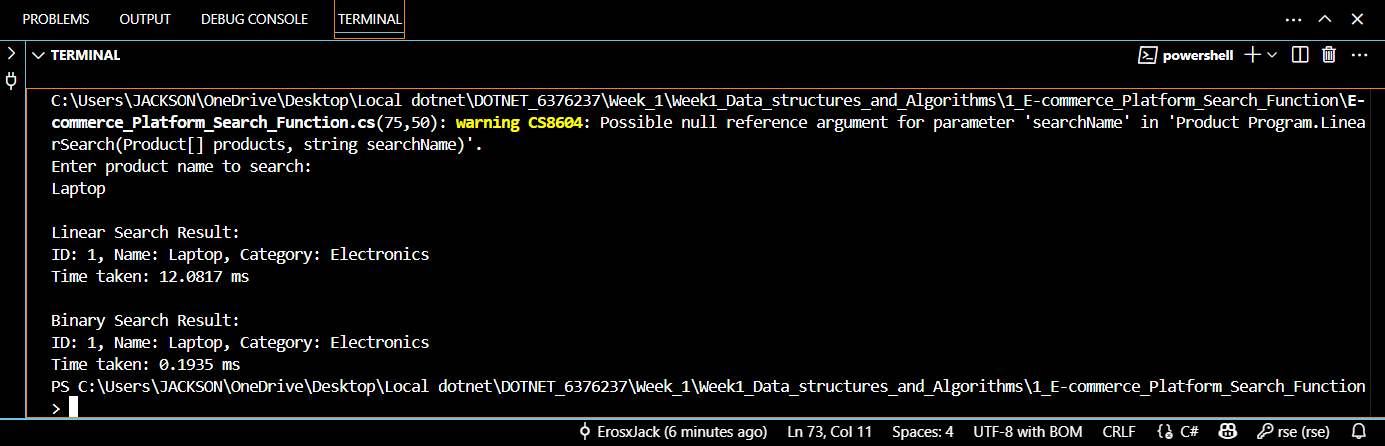 PROBLEMS OUTPUT DEBUG CONSOLE TERMINAL
TERMINAL
powershell
C:\Users\JACKSON\OneDrive\Desktop\Local dotnet\DOTNET_6376237\Week_1\Week1_Data_structures_and_Algorithms\1_E-commerce_Platform_Search_Function\E-
commerce_Platform_Search_Function.cs(75,50): warning CS8604: Possible null reference argument for parameter 'searchName' in 'Product Program.Linea
rSearch(Product[] products, string searchName)'.
Enter product name to search:
Laptop
Linear Search Result:
ID: 1, Name: Laptop, Category: Electronics
Time taken: 12.0817 ms
Binary Search Result:
ID: 1, Name: Laptop, Category: Electronics
Time taken: 0.1935 ms
PS C:\Users\JACKSON\OneDrive\Desktop\Local dotnet\DOTNET_6376237\Week_1\Week1_Data_structures_and_Algorithms\1_E-commerce_Platform_Search_Function
>
ErosxJack (6 minutes ago) Ln 73, Col 11 Spaces: 4 UTF-8 with BOM CRLF C# rse (rse)